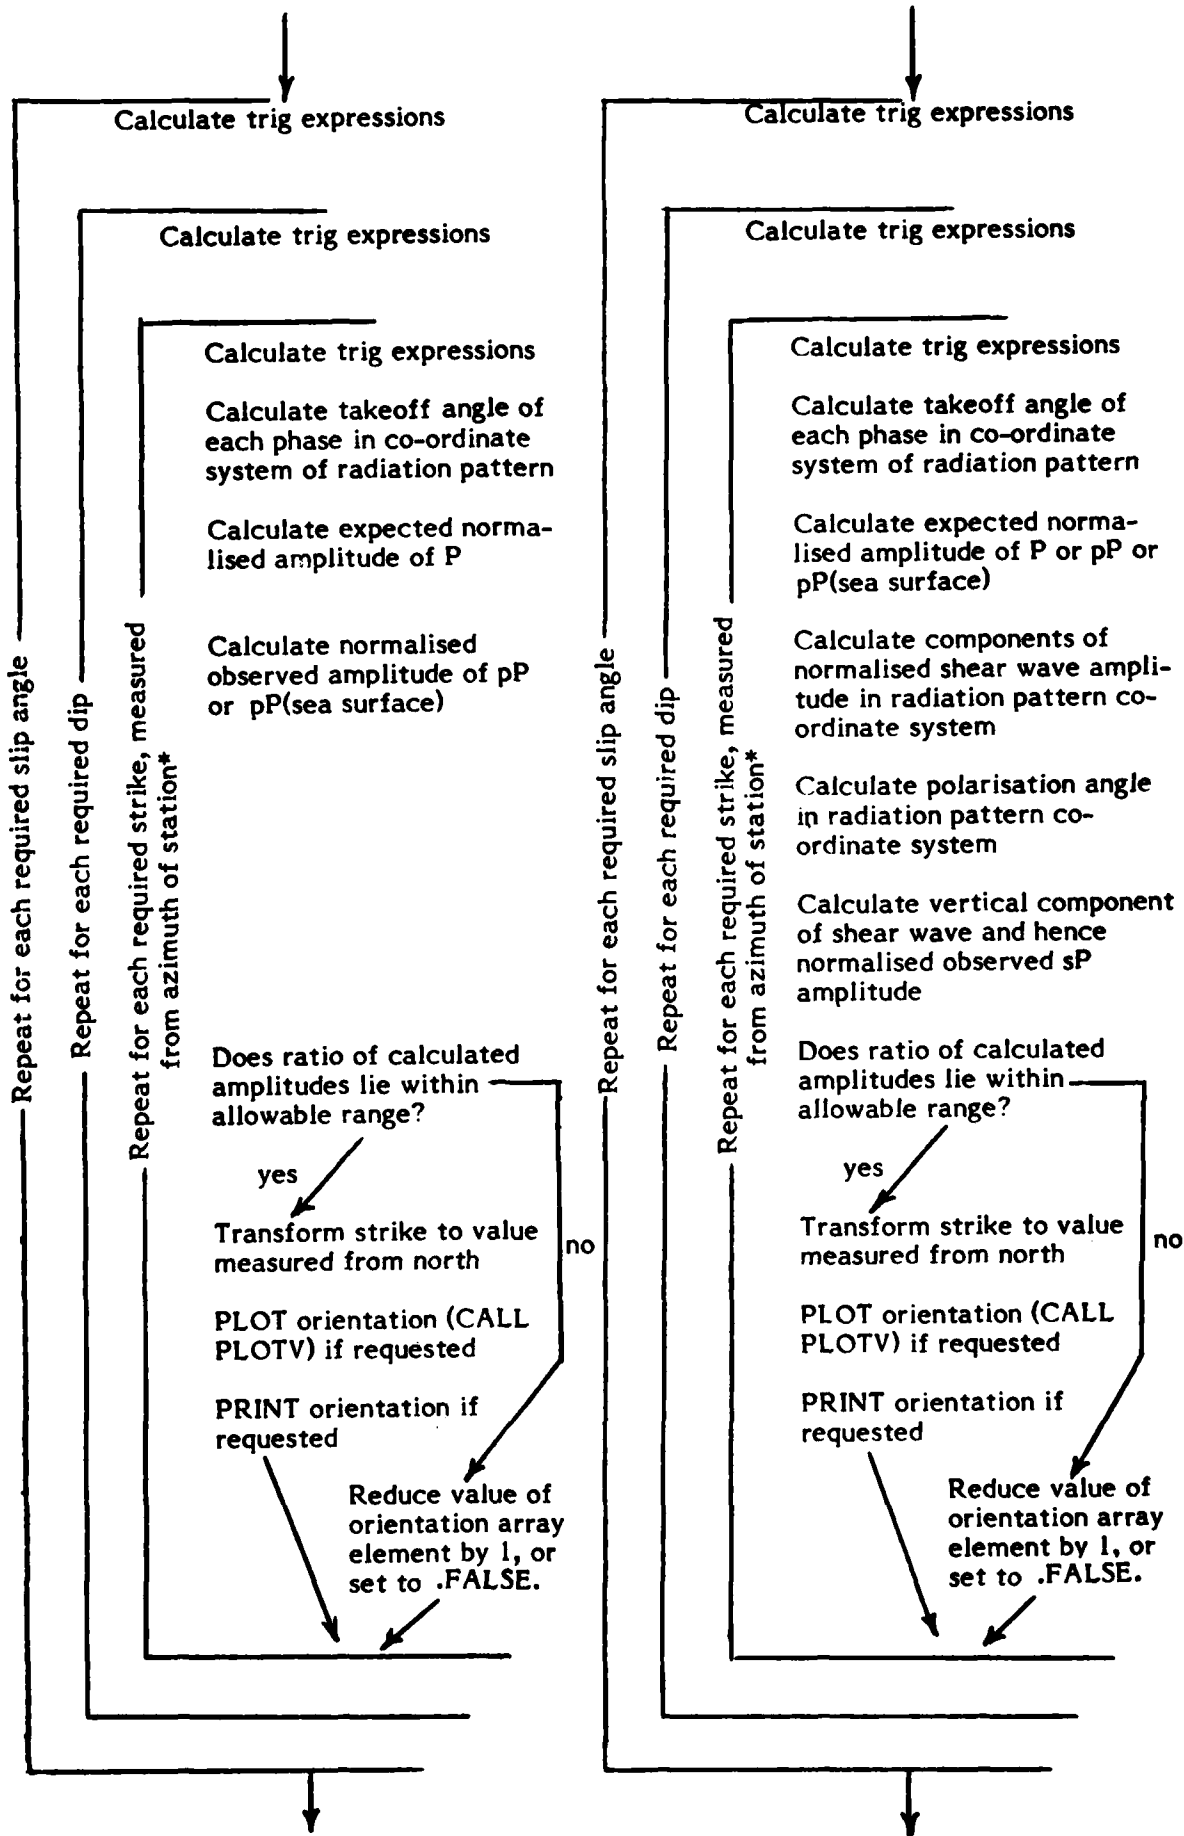 Calculate trig expressions
Calculate trig expressions
Calculate trig expressions
Calculate takeoff angle of
each phase in co-ordinate
system of radiation pattern
Calculate expected norma-
lised amplitude of P
Calculate normalised
observed amplitude of pP
or pP(sea surface)
Repeat for each required slip angle
Repeat for each required dip
Repeat for each required strike, measured
from azimuth of station*
Does ratio of calculated
amplitudes lie within
allowable range?
yes
no
Transform strike to value
measured from north
PLOT orientation (CALL
PLOTV) if requested
PRINT orientation if
requested
Reduce value of
orientation array
element by 1, or
set to .FALSE.
Calculate trig expressions
Calculate trig expressions
Calculate trig expressions
Calculate takeoff angle of
each phase in co-ordinate
system of radiation pattern
Calculate expected norma-
lised amplitude of P or pP or
pP(sea surface)
Calculate components of
normalised shear wave ampli-
tude in radiation pattern co-
ordinate system
Calculate polarisation angle
in radiation pattern co-
ordinate system
Calculate vertical component
of shear wave and hence
normalised observed sP
amplitude
Repeat for each required slip angle
Repeat for each required dip
Repeat for each required strike, measured
from azimuth of station*
Does ratio of calculated
amplitudes lie within
allowable range?
yes
no
Transform strike to value
measured from north
PLOT orientation (CALL
PLOTV) if requested
PRINT orientation if
requested
Reduce value of
orientation array
element by 1, or
set to .FALSE.